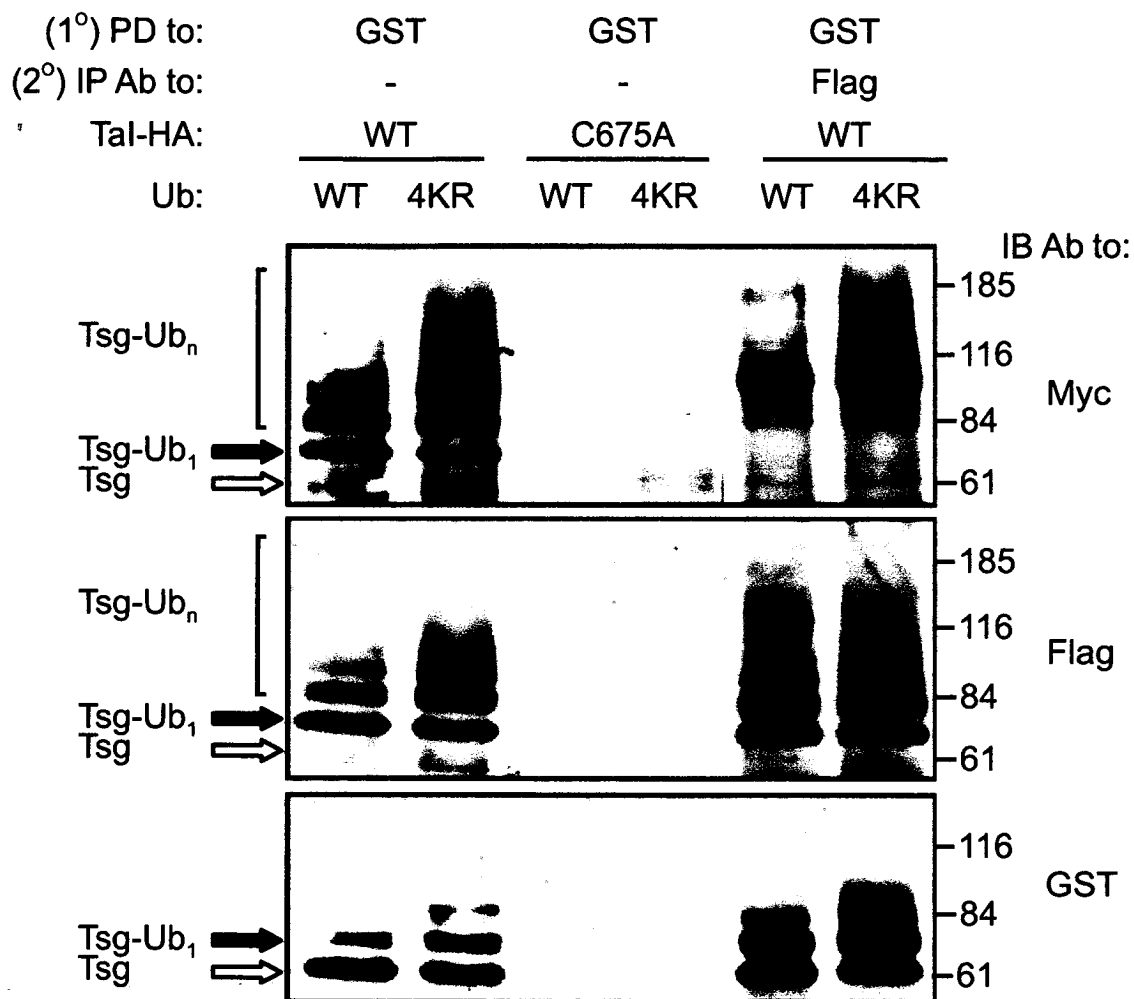 (1°) PD to: GST GST GST
(2°) IP Ab to: - - Flag
Tal-HA: WT C675A WT
Ub: WT 4KR WT 4KR WT 4KR
IB Ab to:
Tsg-Ubn
Tsg-Ub1
Tsg
185
116
84
61
Myc
Tsg-Ubn
Tsg-Ub1
Tsg
185
116
84
61
Flag
Tsg-Ub1
Tsg
116
84
61
GST